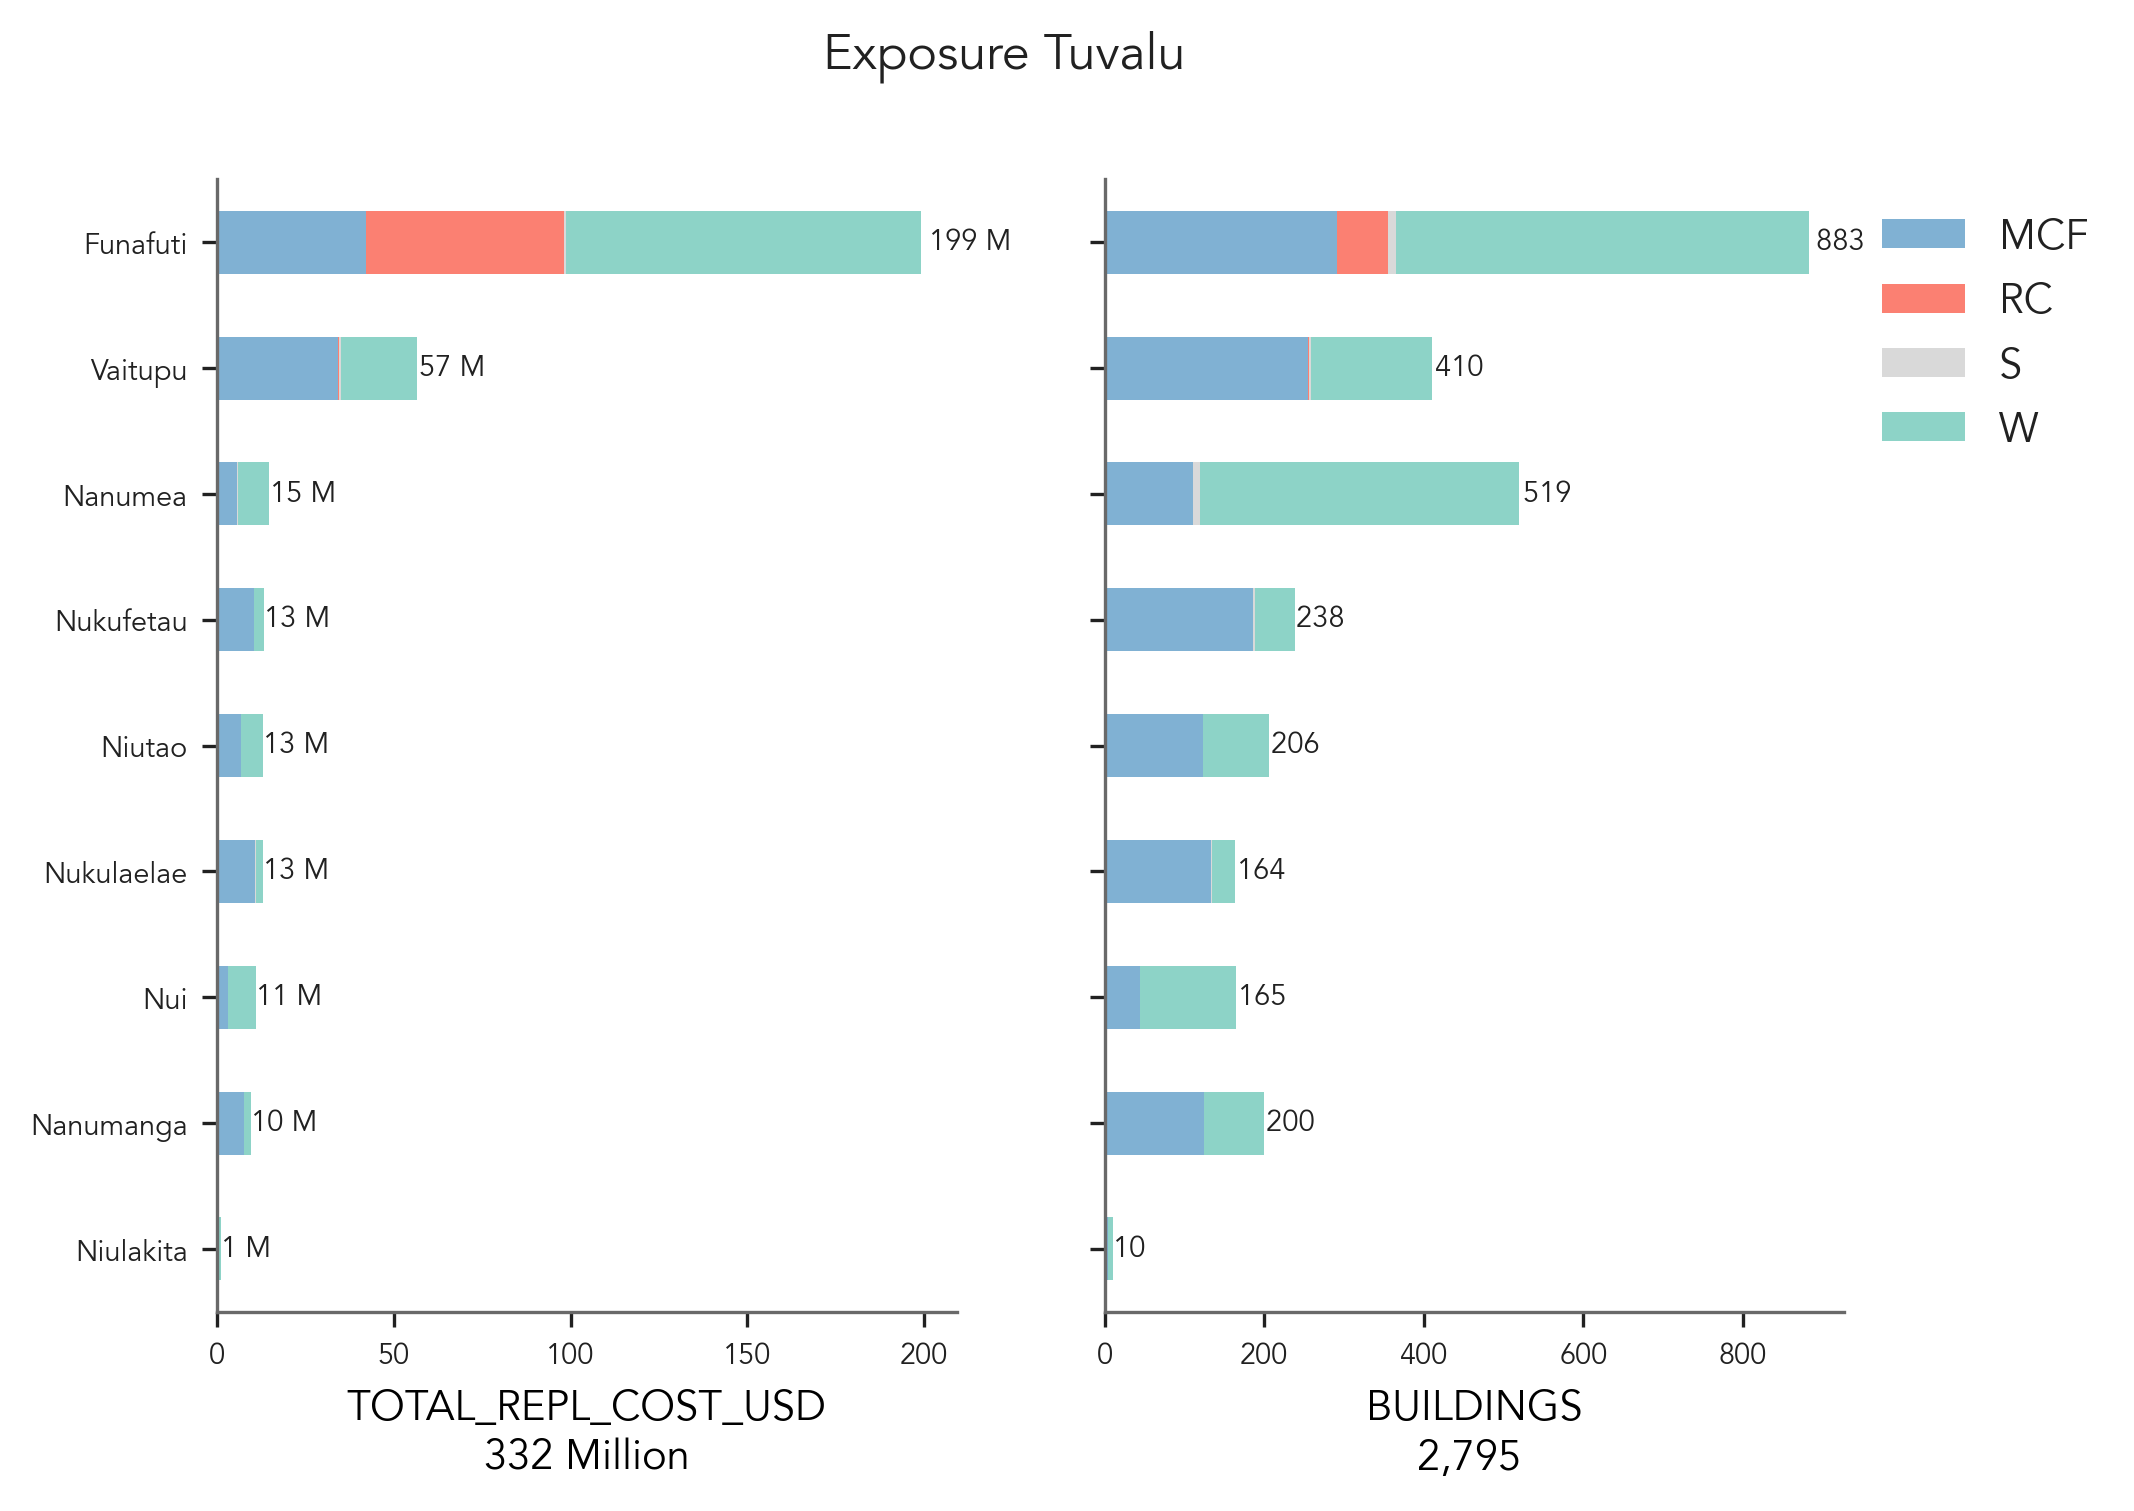 Exposure Tuvalu
Funafuti
199 M
883
MCF
RC
S
W
Vaitupu
57 M
410
Nanumea
15 M
519
Nukufetau
13 M
238
Niutao
13 M
206
Nukulaelae
13 M
164
Nui
11 M
165
Nanumanga
10 M
200
Niulakita
1 M
10
0 50 100 150 200
0 200 400 600 800
TOTAL_REPL_COST_USD
332 Million
BUILDINGS
2,795